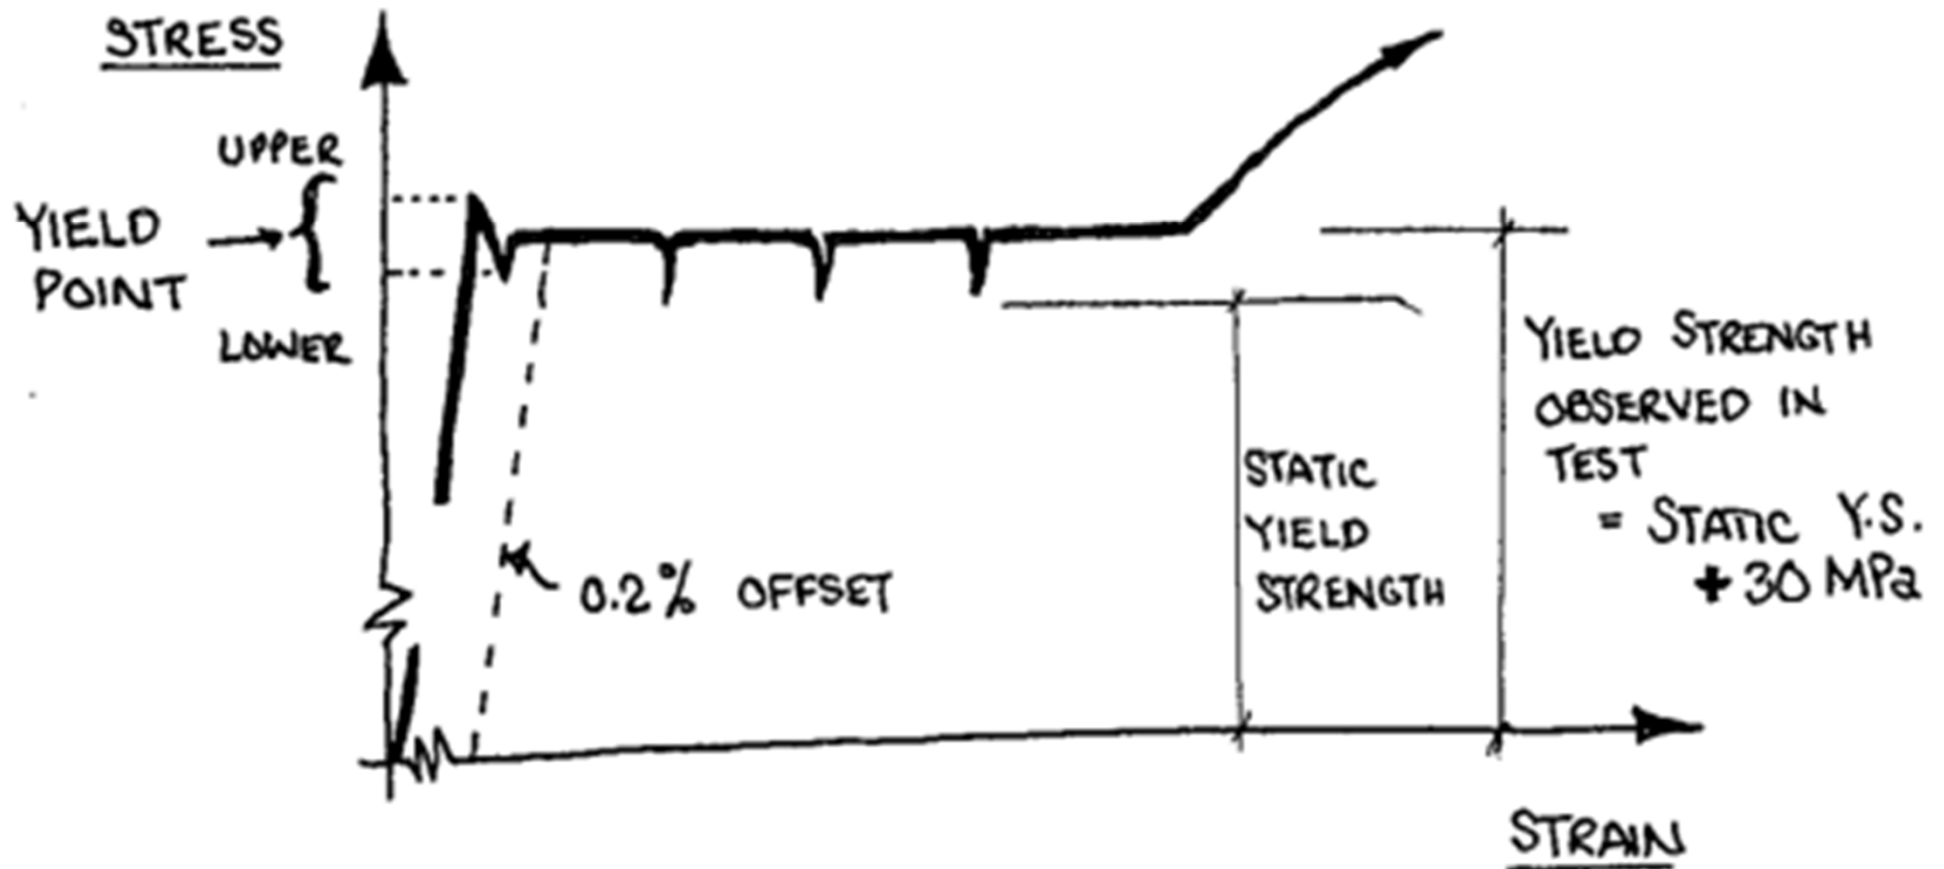 STRESS
UPPER
YIELD
POINT
LOWER
0.2% OFFSET
STATIC
YIELD
STRENGTH
YIELD STRENGTH
OBSERVED IN
TEST
= STATIC Y.S.
+ 30 MPa
STRAIN